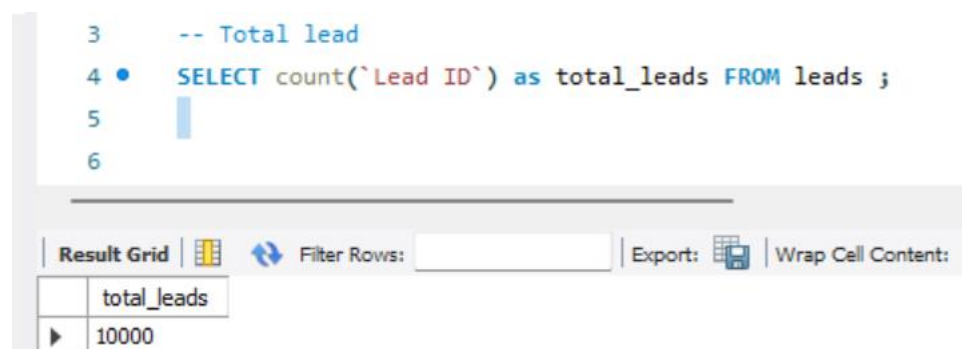 3 -- Total lead
4 SELECT count(`Lead ID`) as total_leads FROM leads ;
5
6
Result Grid Filter Rows: Export: Wrap Cell Content:
total_leads
10000